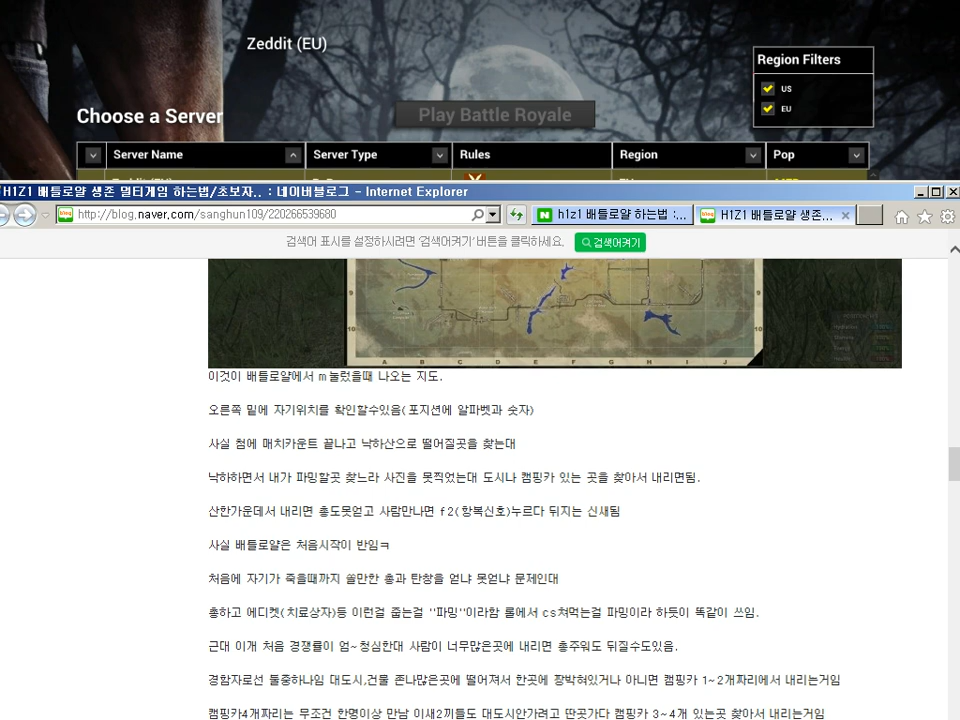 Zeddit (EU)
Region Filters
US
EU
Choose a Server
Play Battle Royale
Server Name
Server Type
Rules
Region
Pop
H1Z1 배틀로얄 생존 멀티게임 하는법/초보자.. : 네이버블로그 - Internet Explorer
http://blog.naver.com/sanghun109/220266539680
h1z1 배틀로얄 하는법 :...
H1Z1 배틀로얄 생존...
검색어 표시를 설정하시려면 '검색어켜기' 버튼을 클릭하세요.
검색어켜기
9
9
10
10
A B C D E F G H I J
이것이 배틀로얄에서 m눌렀을때 나오는 지도.
오른쪽 밑에 자기위치를 확인할수있음(포지션에 알파벳과 숫자)
사실 첨에 매치카운트 끝나고 낙하산으로 떨어질곳을 찾는대
낙하하면서 내가 파밍할곳 찾느라 사진을 못찍었는대 도시나 캠핑카 있는 곳을 찾아서 내리면됨.
산한가운데서 내리면 총도못얻고 사람만나면 f2(항복신호)누르다 뒤지는 신새됨
사실 배틀로얄은 처음시작이 반임ㅋ
처음에 자기가 죽을때까지 쓸만한 총과 탄창을 얻냐 못얻냐 문제인대
총하고 에디켓(치료상자)등 이런걸 줍는걸 ''파밍''이라함 롤에서 cs쳐먹는걸 파밍이라 하듯이 똑같이 쓰임.
근대 이개 처음 경쟁률이 엄~청심한대 사람이 너무많은곳에 내리면 총주워도 뒤질수도있음.
경험자로선 둘중하나임 대도시,건물 존나많은곳에 떨어져서 한곳에 짱박혀있거나 아니면 캠핑카 1~2개짜리에서 내리는거임
캠핑카4개짜리는 무조건 한명이상 만남 이새끼들도 대도시안가려고 딴곳가다 캠핑카 3~4개 있는곳 찾아서 내리는거임